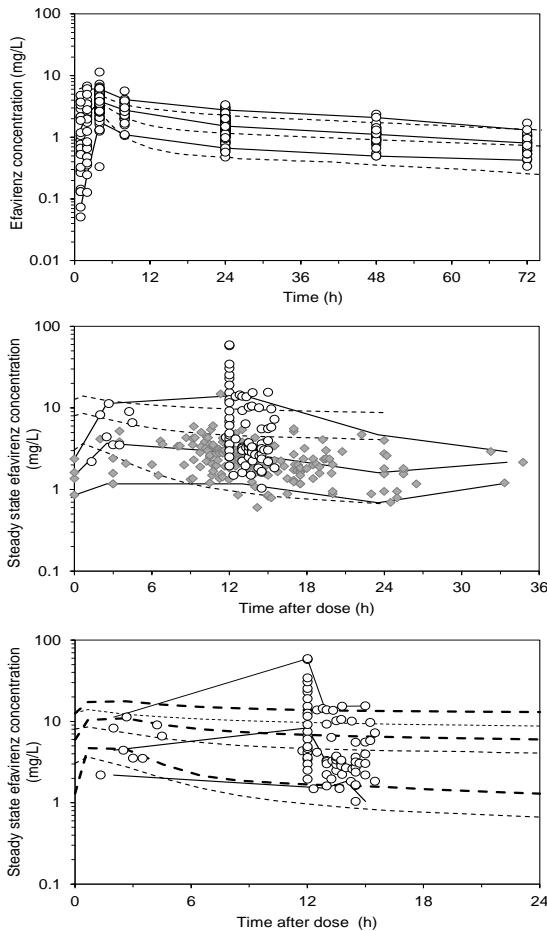 Efavirenz concentration (mg/L)
100
10
1
0.1
0.01
0 12 24 36 48 60 72
Time (h)
Steady state efavirenz concentration
(mg/L)
100
10
1
0.1
0 6 12 18 24 30 36
Time after dose (h)
Steady state efavirenz concentration
(mg/L)
100
10
1
0.1
0 6 12 18 24
Time after dose (h)